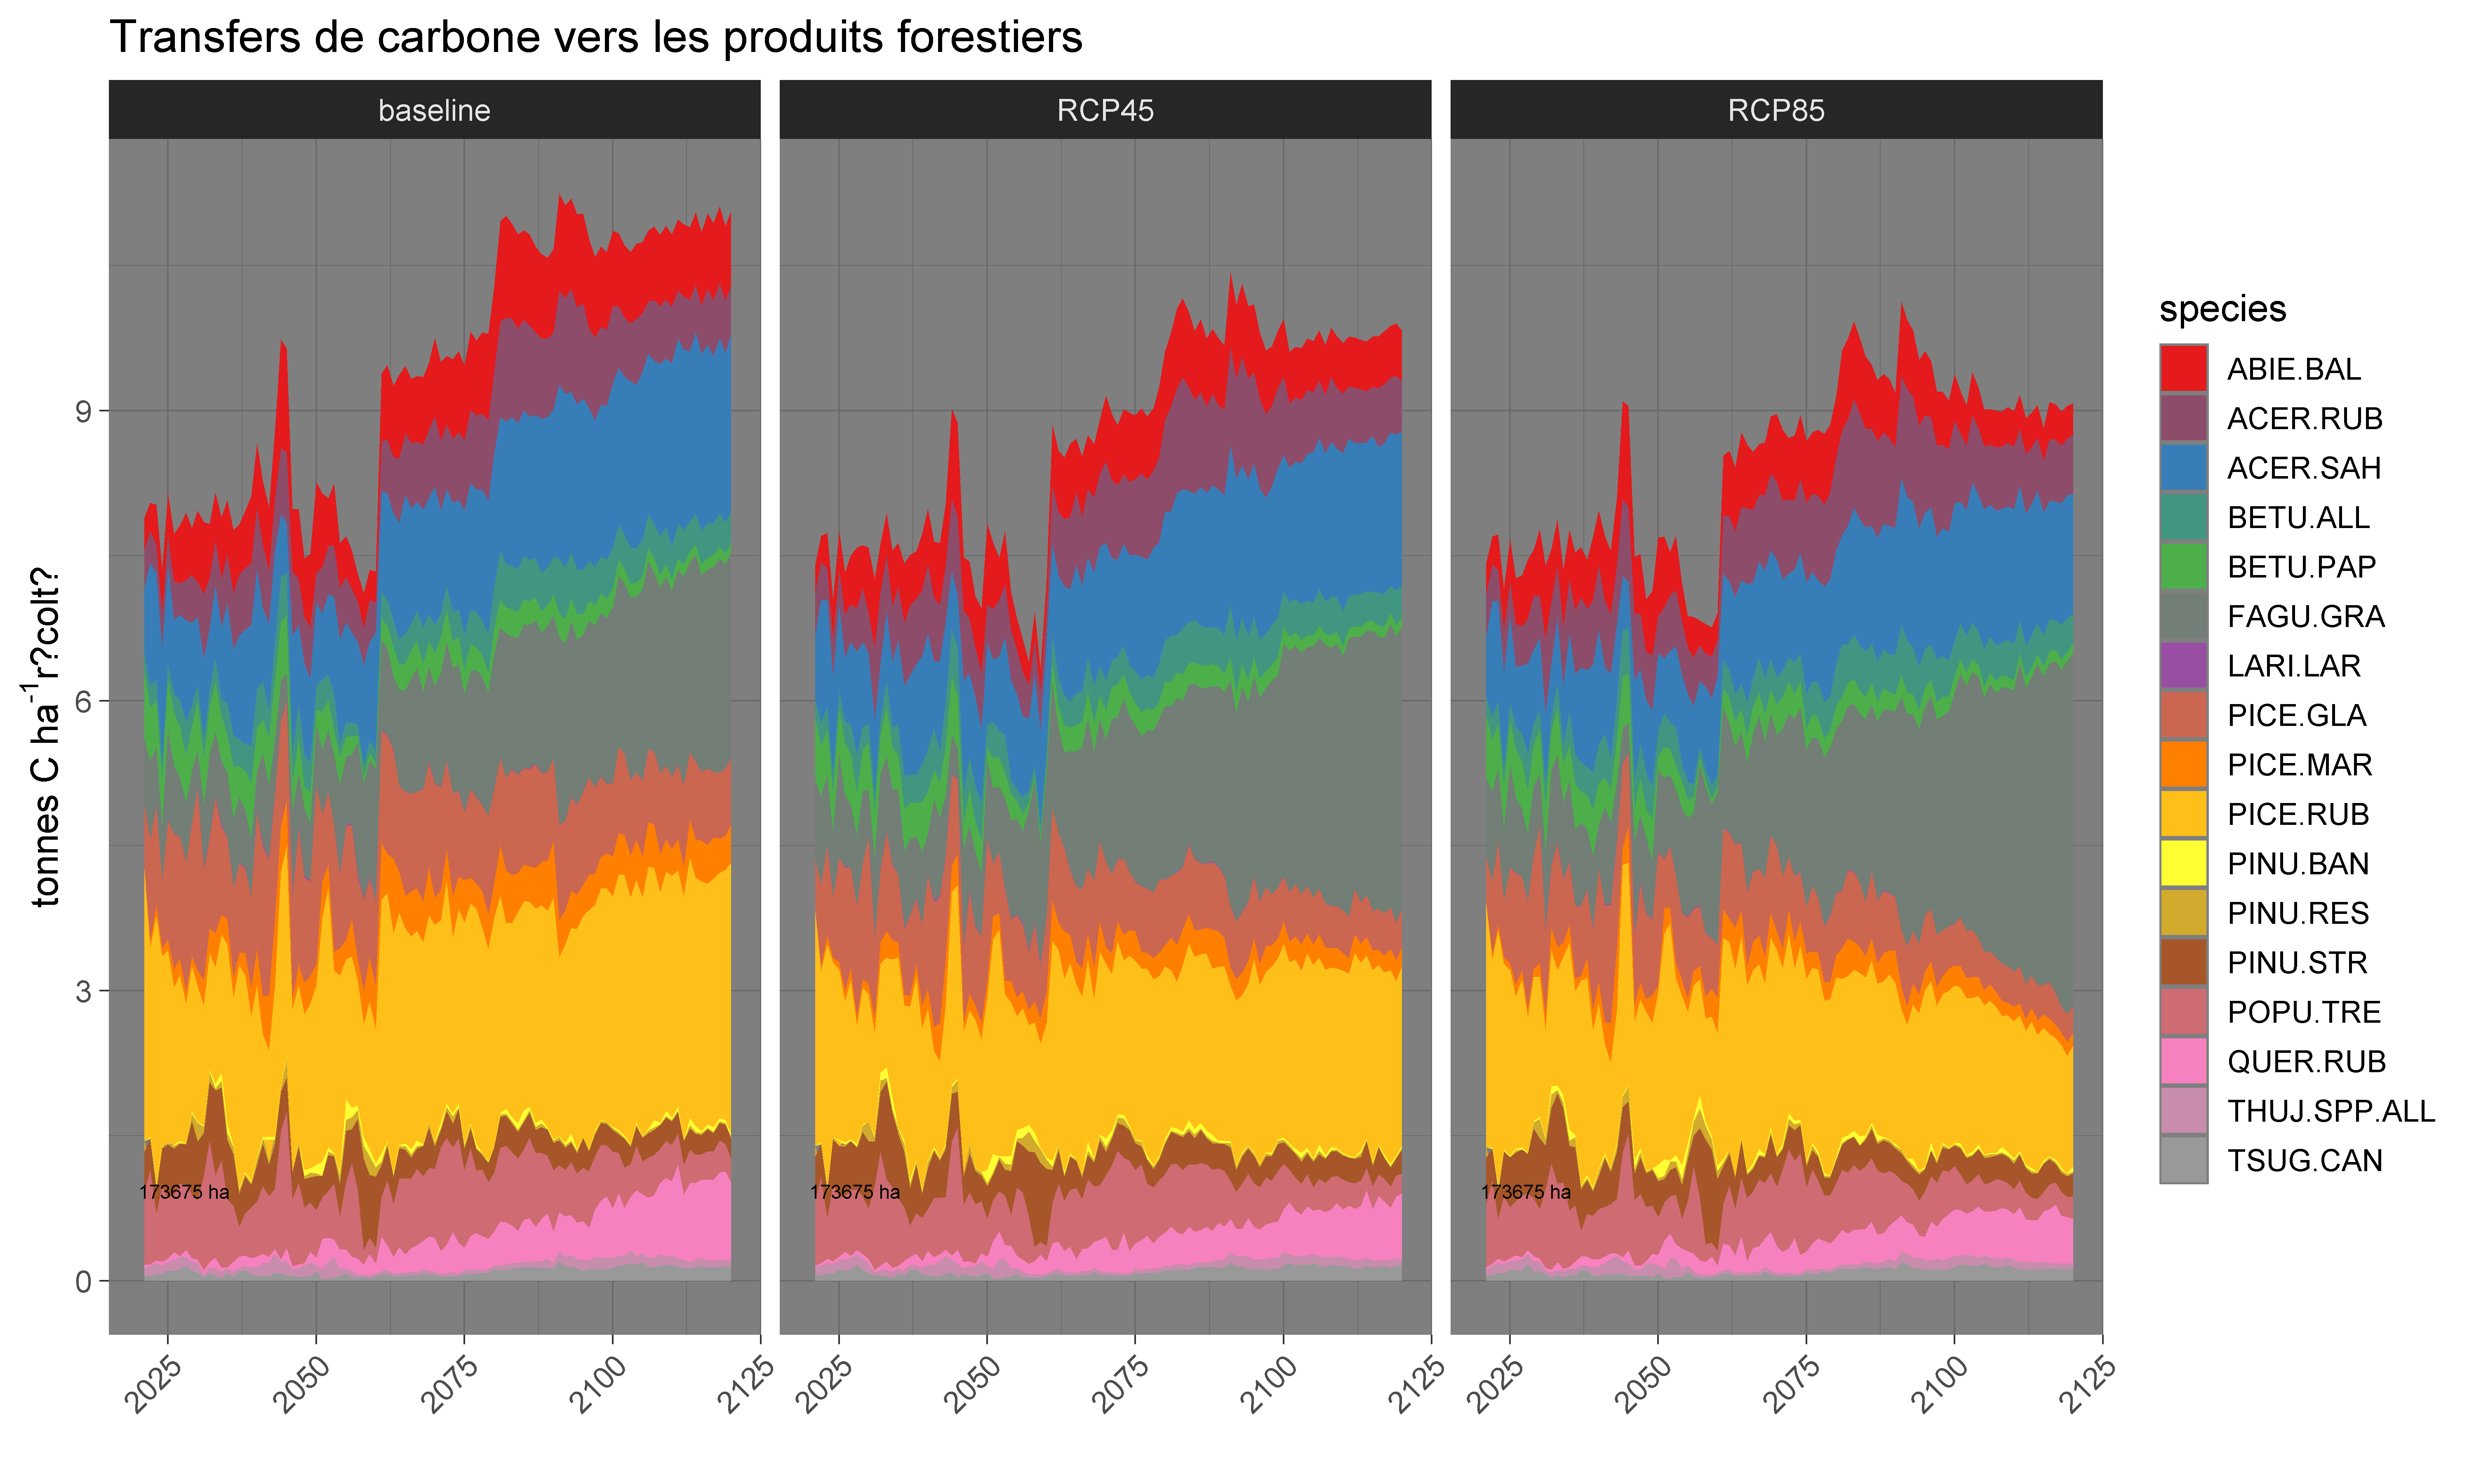 Transfers de carbone vers les produits forestiers
baseline
RCP45
RCP85
tonnes C ha-1r?colt?
9
6
3
0
173675 ha
173675 ha
173675 ha
2025
2050
2075
2100
2125
2025
2050
2075
2100
2125
2025
2050
2075
2100
2125
species
ABIE.BAL
ACER.RUB
ACER.SAH
BETU.ALL
BETU.PAP
FAGU.GRA
LARI.LAR
PICE.GLA
PICE.MAR
PICE.RUB
PINU.BAN
PINU.RES
PINU.STR
POPU.TRE
QUER.RUB
THUJ.SPP.ALL
TSUG.CAN